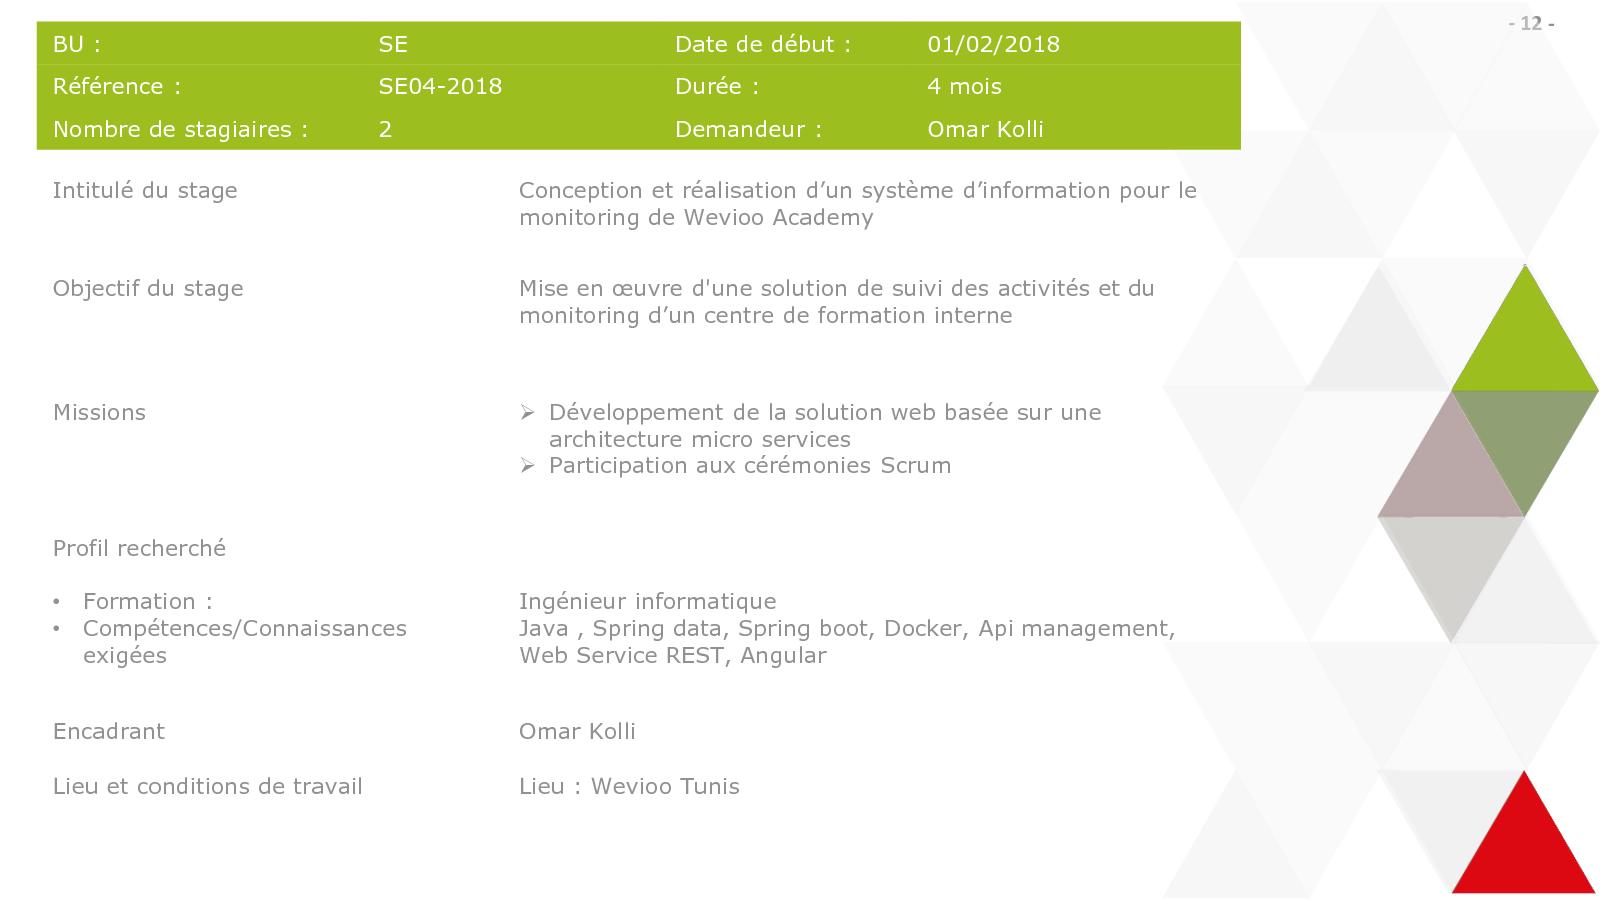 - 12 -
BU : SE Date de début : 01/02/2018
Référence : SE04-2018 Durée : 4 mois
Nombre de stagiaires : 2 Demandeur : Omar Kolli
Intitulé du stage Conception et réalisation d’un système d’information pour le
monitoring de Wevioo Academy
Objectif du stage Mise en œuvre d'une solution de suivi des activités et du
monitoring d’un centre de formation interne
Missions ➢ Développement de la solution web basée sur une
architecture micro services
➢ Participation aux cérémonies Scrum
Profil recherché
• Formation : Ingénieur informatique
• Compétences/Connaissances Java , Spring data, Spring boot, Docker, Api management,
exigées Web Service REST, Angular
Encadrant Omar Kolli
Lieu et conditions de travail Lieu : Wevioo Tunis